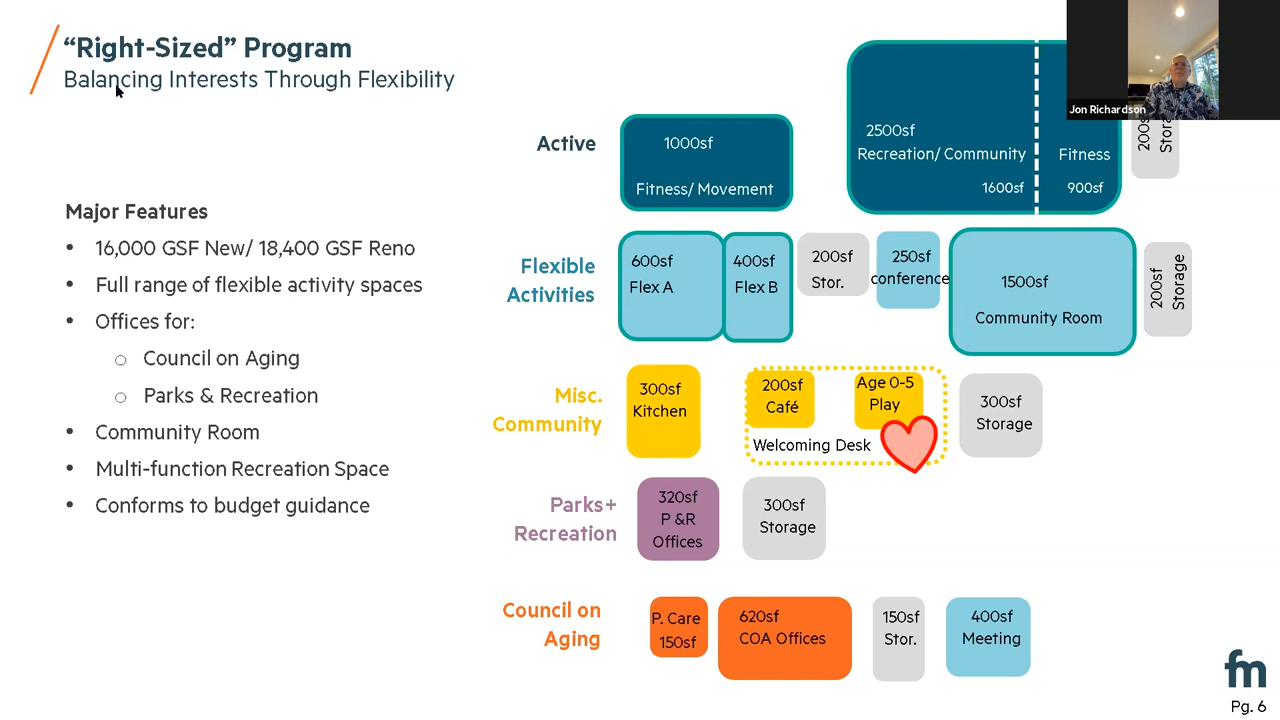 “Right-Sized” Program
Balancing Interests Through Flexibility
Jon Richardson
Major Features
• 16,000 GSF New/ 18,400 GSF Reno
• Full range of flexible activity spaces
• Offices for:
○ Council on Aging
○ Parks & Recreation
• Community Room
• Multi-function Recreation Space
• Conforms to budget guidance
Active
1000sf
Fitness/ Movement
2500sf
Recreation/ Community
1600sf
Fitness
900sf
Flexible
Activities
600sf
Flex A
400sf
Flex B
200sf
Stor.
250sf
conference
1500sf
Community Room
200sf
Storage
Misc.
Community
300sf
Kitchen
200sf
Café
Age 0-5
Play
Welcoming Desk
300sf
Storage
Parks+
Recreation
320sf
P &R
Offices
300sf
Storage
Council on
Aging
P. Care
150sf
620sf
COA Offices
150sf
Stor.
400sf
Meeting
fm
Pg. 6